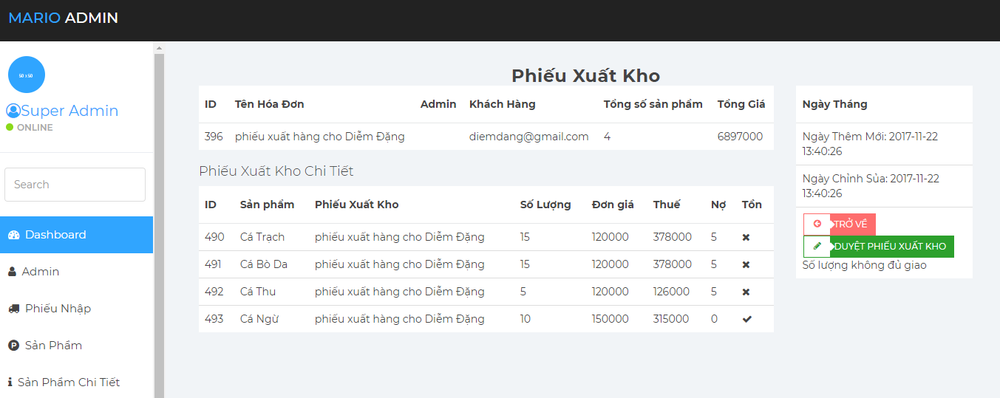 MARIO ADMIN
50 x 50
Super Admin
ONLINE
Search
Dashboard
Admin
Phiếu Nhập
Sản Phẩm
Sản Phẩm Chi Tiết
Phiếu Xuất Kho
ID Tên Hóa Đơn Admin Khách Hàng Tổng số sản phẩm Tổng Giá
396 phiếu xuất hàng cho Diễm Đặng diemdang@gmail.com 4 6897000
Phiếu Xuất Kho Chi Tiết
ID Sản phẩm Phiếu Xuất Kho Số Lượng Đơn giá Thuế Nợ Tồn
490 Cá Trạch phiếu xuất hàng cho Diễm Đặng 15 120000 378000 5
491 Cá Bò Da phiếu xuất hàng cho Diễm Đặng 15 120000 378000 5
492 Cá Thu phiếu xuất hàng cho Diễm Đặng 5 120000 126000 5
493 Cá Ngừ phiếu xuất hàng cho Diễm Đặng 10 150000 315000 0
Ngày Tháng
Ngày Thêm Mới: 2017-11-22
13:40:26
Ngày Chỉnh Sủa: 2017-11-22
13:40:26
TRỞ VỀ
DUYỆT PHIẾU XUẤT KHO
Số lượng không đủ giao